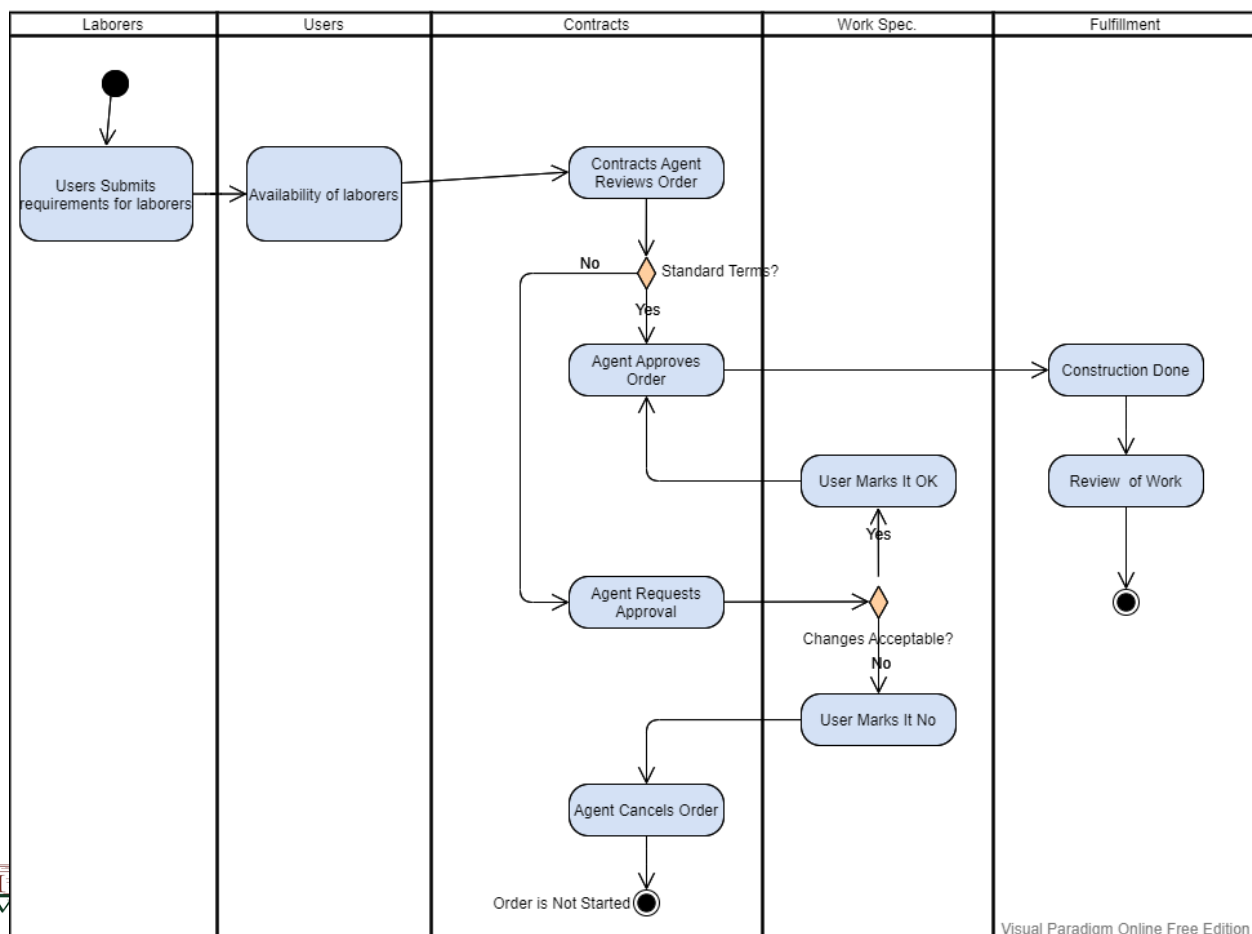 Laborers
Users
Contracts
Work Spec.
Fulfillment
Users Submits
requirements for laborers
Availability of laborers
Contracts Agent
Reviews Order
No
Standard Terms?
Yes
Agent Approves
Order
Construction Done
User Marks It OK
Review of Work
Yes
Agent Requests
Approval
Changes Acceptable?
No
User Marks It No
Agent Cancels Order
Order is Not Started
Visual Paradigm Online Free Edition